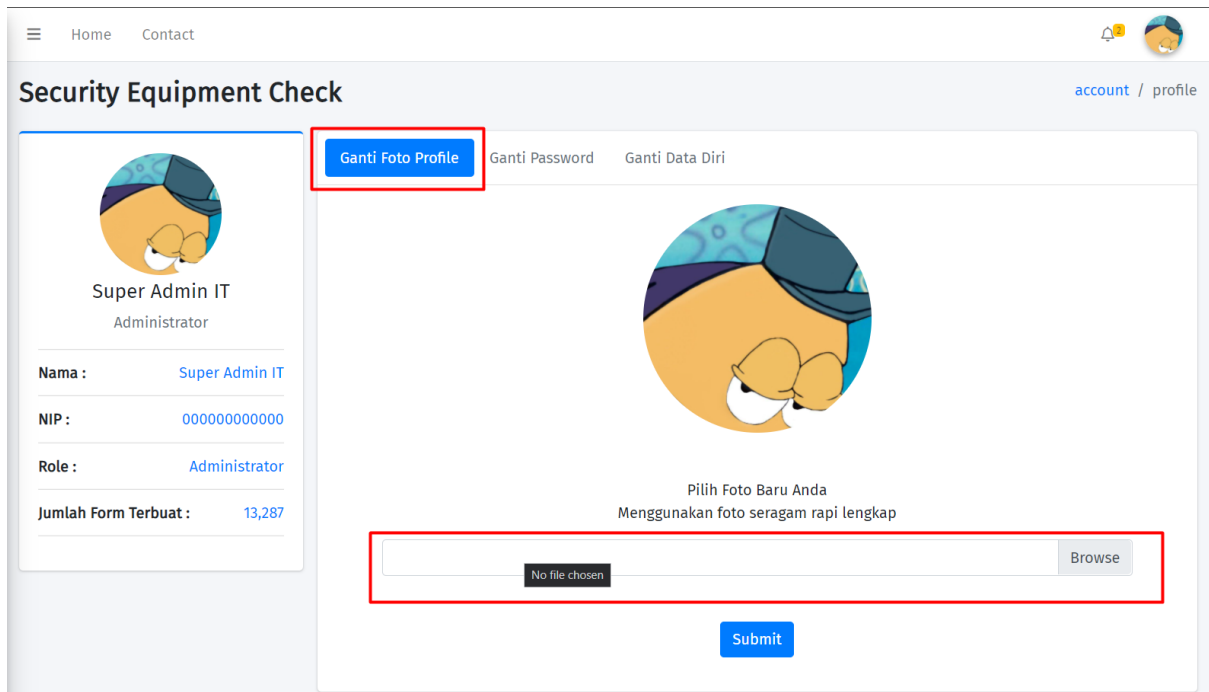 Home Contact 2
Security Equipment Check
account / profile
Super Admin IT
Administrator
Nama : Super Admin IT
NIP : 000000000000
Role : Administrator
Jumlah Form Terbuat : 13,287
Ganti Foto Profile Ganti Password Ganti Data Diri
Pilih Foto Baru Anda
Menggunakan foto seragam rapi lengkap
Browse
No file chosen
Submit